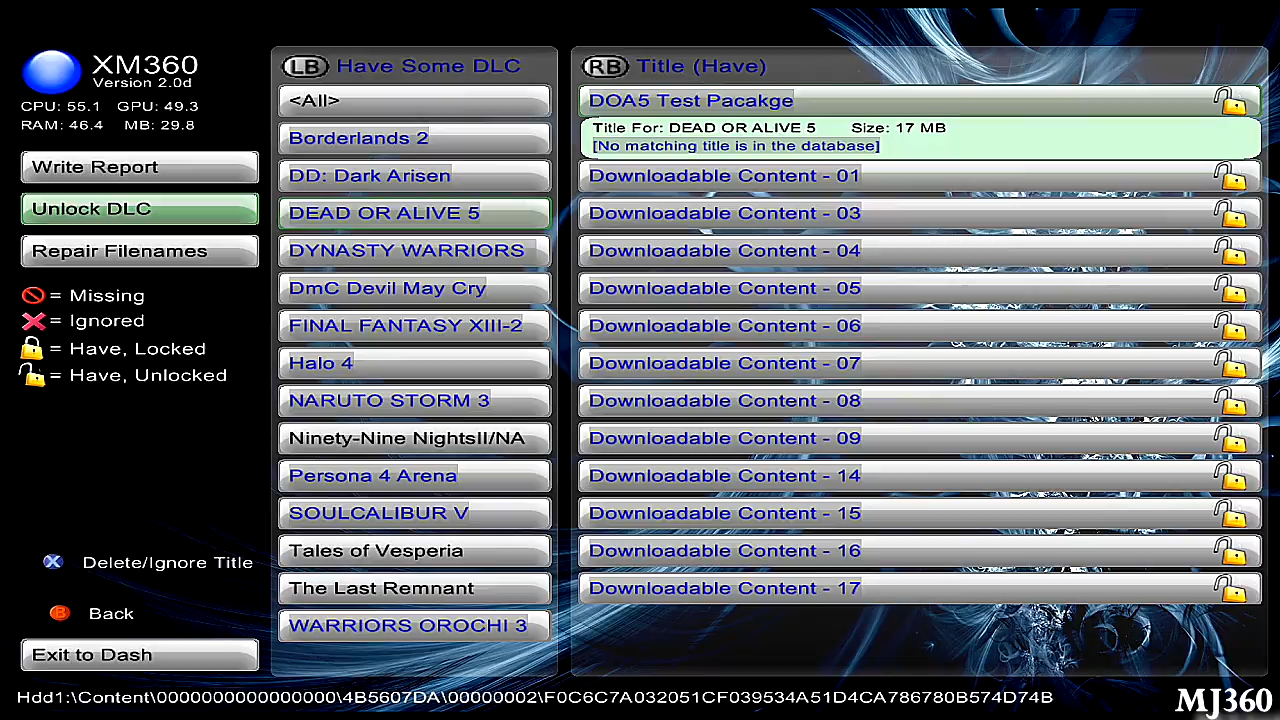 XM360
Version 2.0d
CPU: 55.1 GPU: 49.3
RAM: 46.4 MB: 29.8
Write Report
Unlock DLC
Repair Filenames
= Missing
= Ignored
= Have, Locked
= Have, Unlocked
X Delete/Ignore Title
B Back
Exit to Dash
LB Have Some DLC
<All>
Borderlands 2
DD: Dark Arisen
DEAD OR ALIVE 5
DYNASTY WARRIORS
DmC Devil May Cry
FINAL FANTASY XIII-2
Halo 4
NARUTO STORM 3
Ninety-Nine NightsII/NA
Persona 4 Arena
SOULCALIBUR V
Tales of Vesperia
The Last Remnant
WARRIORS OROCHI 3
RB Title (Have)
DOA5 Test Pacakge
Title For: DEAD OR ALIVE 5 Size: 17 MB
[No matching title is in the database]
Downloadable Content - 01
Downloadable Content - 03
Downloadable Content - 04
Downloadable Content - 05
Downloadable Content - 06
Downloadable Content - 07
Downloadable Content - 08
Downloadable Content - 09
Downloadable Content - 14
Downloadable Content - 15
Downloadable Content - 16
Downloadable Content - 17
Hdd1:\Content\0000000000000000\4B5607DA\00000002\F0C6C7A032051CF039534A51D4CA786780B574D74B
MJ360